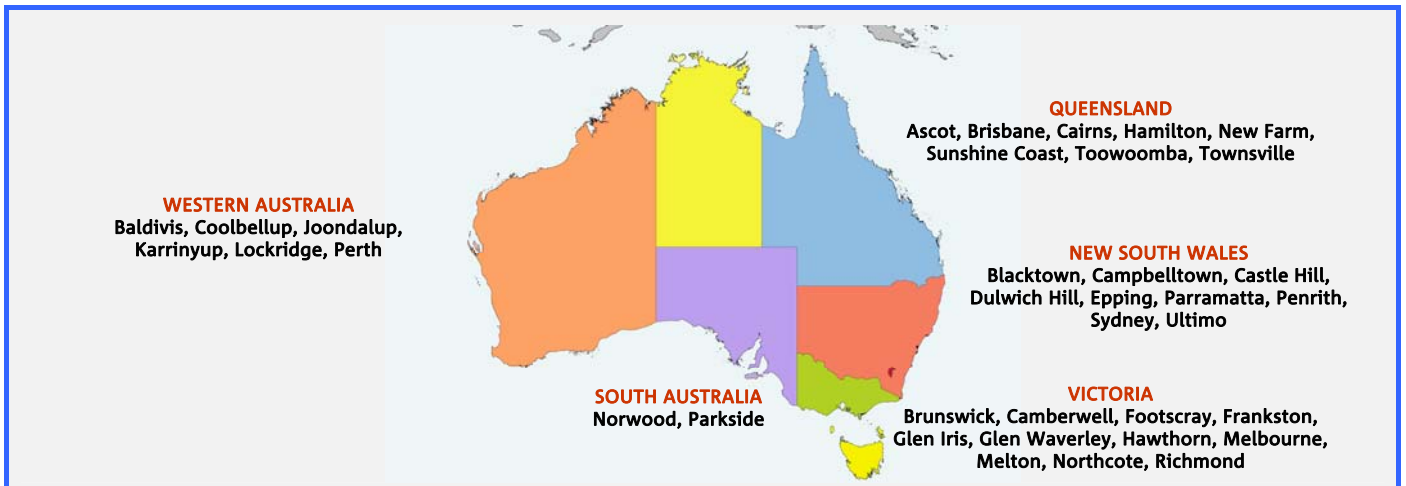 QUEENSLAND
Ascot, Brisbane, Cairns, Hamilton, New Farm,
Sunshine Coast, Toowoomba, Townsville
WESTERN AUSTRALIA
Baldivis, Coolbellup, Joondalup,
Karrinyup, Lockridge, Perth
NEW SOUTH WALES
Blacktown, Campbelltown, Castle Hill,
Dulwich Hill, Epping, Parramatta, Penrith,
Sydney, Ultimo
SOUTH AUSTRALIA
Norwood, Parkside
VICTORIA
Brunswick, Camberwell, Footscray, Frankston,
Glen Iris, Glen Waverley, Hawthorn, Melbourne,
Melton, Northcote, Richmond